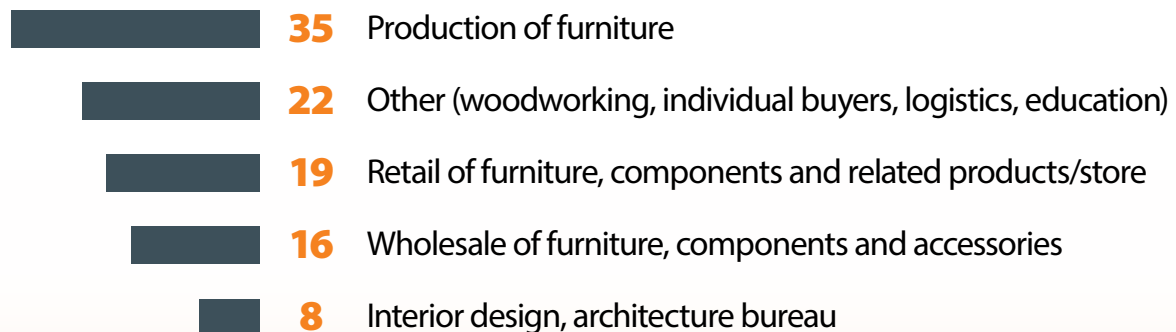 35 Production of furniture
22 Other (woodworking, individual buyers, logistics, education)
19 Retail of furniture, components and related products/store
16 Wholesale of furniture, components and accessories
8 Interior design, architecture bureau